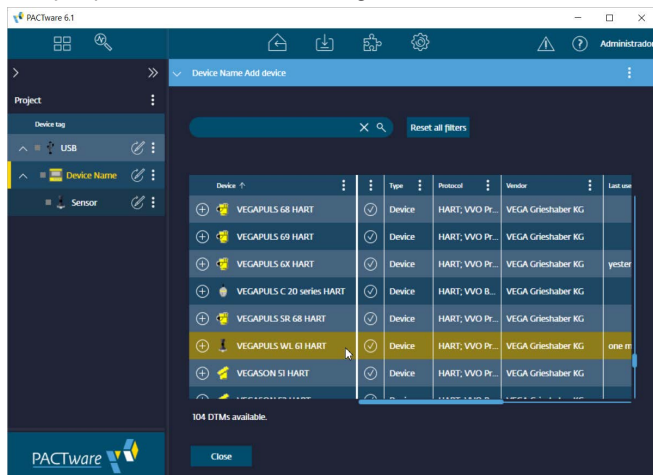 PACTware 6.1
Administrador
Device Name Add device
Project
Device tag
Reset all filters
USB
Device Name
Sensor
Device Type Protocol Vendor Last use
VEGAPULS 68 HART Device HART; VVO Pr... VEGA Grieshaber KG
VEGAPULS 69 HART Device HART; VVO Pr... VEGA Grieshaber KG
VEGAPULS 6X HART Device HART; VVO Pr... VEGA Grieshaber KG yester
VEGAPULS C 20 series HART Device HART; VVO B... VEGA Grieshaber KG
VEGAPULS SR 68 HART Device HART; VVO Pr... VEGA Grieshaber KG
VEGAPULS WL 61 HART Device HART; VVO Pr... VEGA Grieshaber KG one m
VEGASON 51 HART Device HART; VVO Pr... VEGA Grieshaber KG
104 DTMs available.
PACTware
Close